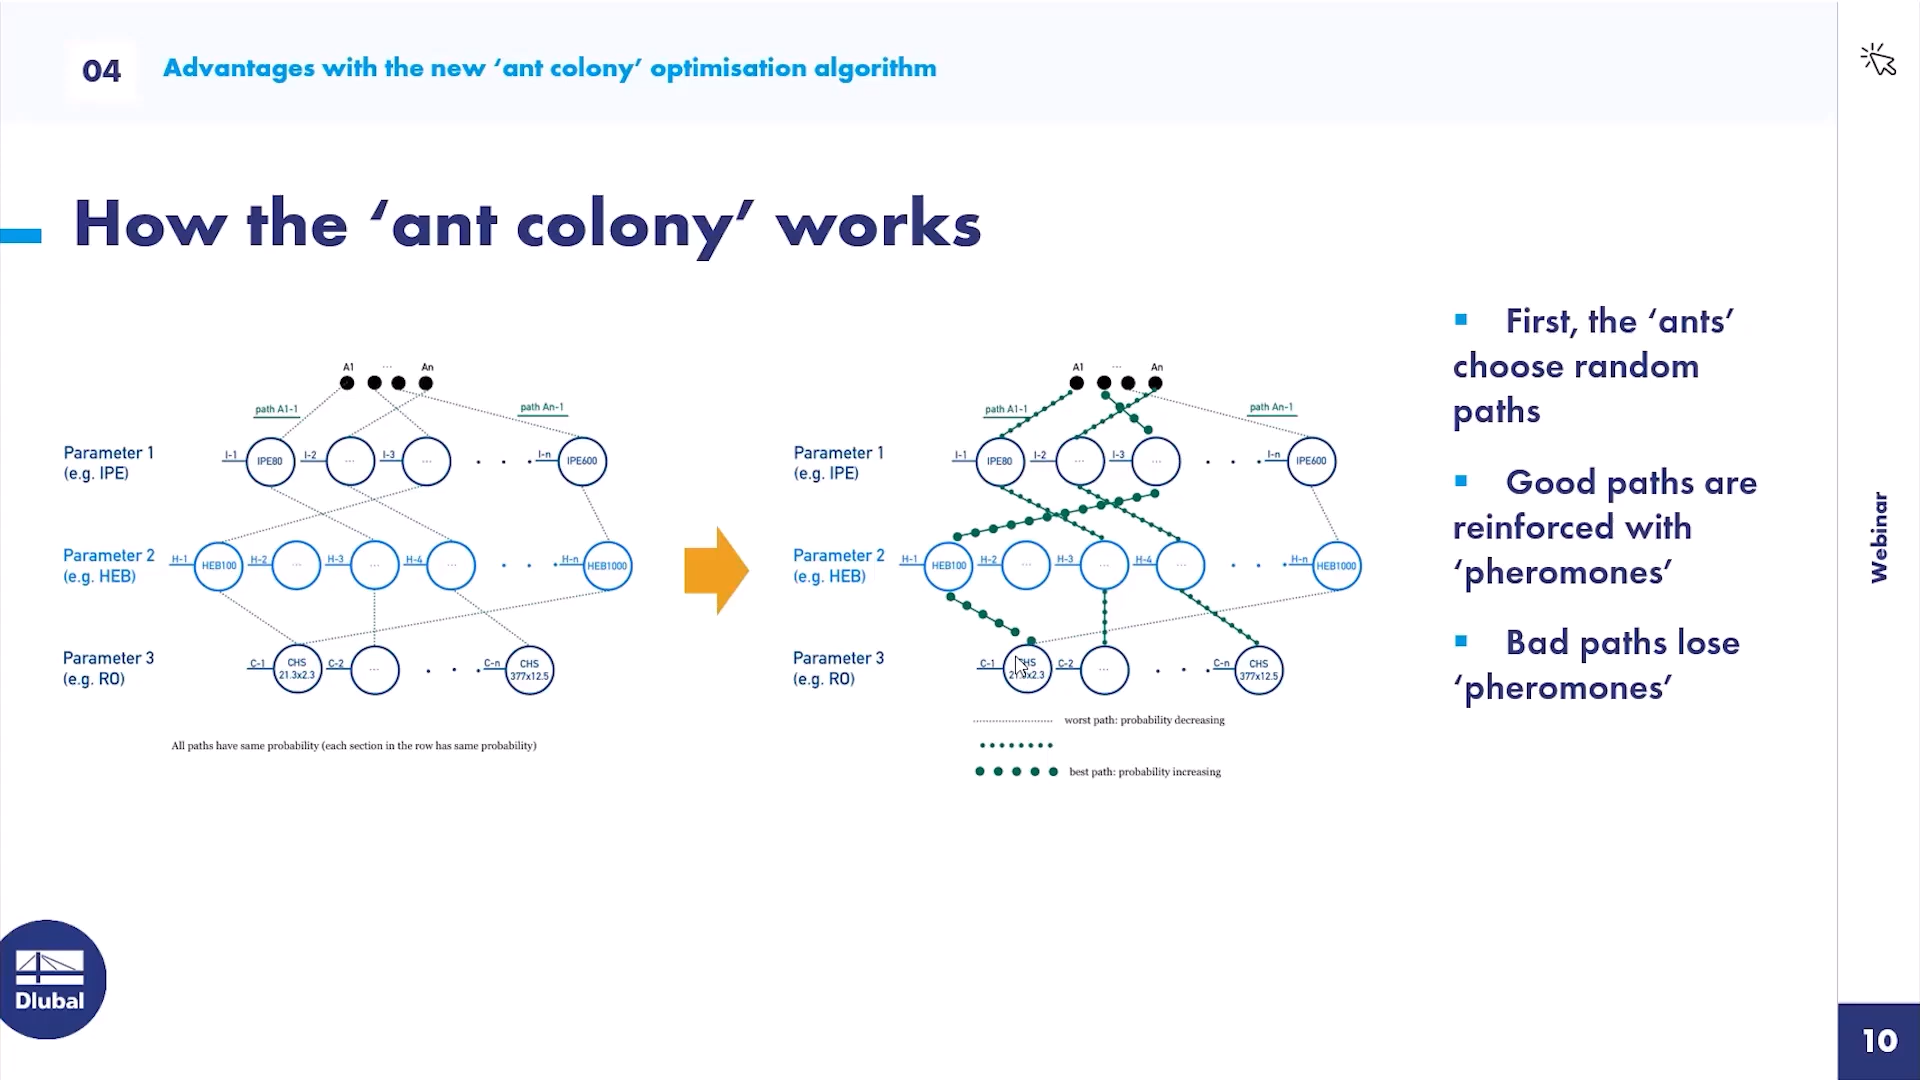 04
Advantages with the new ‘ant colony’ optimisation algorithm
How the ‘ant colony’ works
A1 ... An
path A1-1
path An-1
Parameter 1
(e.g. IPE)
I-1 IPE80 I-2 ... I-3 ... . . . I-n IPE600
Parameter 2
(e.g. HEB)
H-1 HEB100 H-2 ... H-3 ... H-4 ... . . . H-n HEB1000
Parameter 3
(e.g. RO)
C-1 CHS
21.3x2.3 C-2 ... . . . C-n CHS
377x12.5
All paths have same probability (each section in the row has same probability)
A1 ... An
path A1-1
path An-1
Parameter 1
(e.g. IPE)
I-1 IPE80 I-2 ... I-3 ... . . . I-n IPE600
Parameter 2
(e.g. HEB)
H-1 HEB100 H-2 ... H-3 ... H-4 ... . . . H-n HEB1000
Parameter 3
(e.g. RO)
C-1 CHS
21.3x2.3 C-2 ... . . . C-n CHS
377x12.5
worst path: probability decreasing
best path: probability increasing
▪ First, the ‘ants’
choose random
paths
▪ Good paths are
reinforced with
‘pheromones’
▪ Bad paths lose
‘pheromones’
Webinar
Dlubal
10